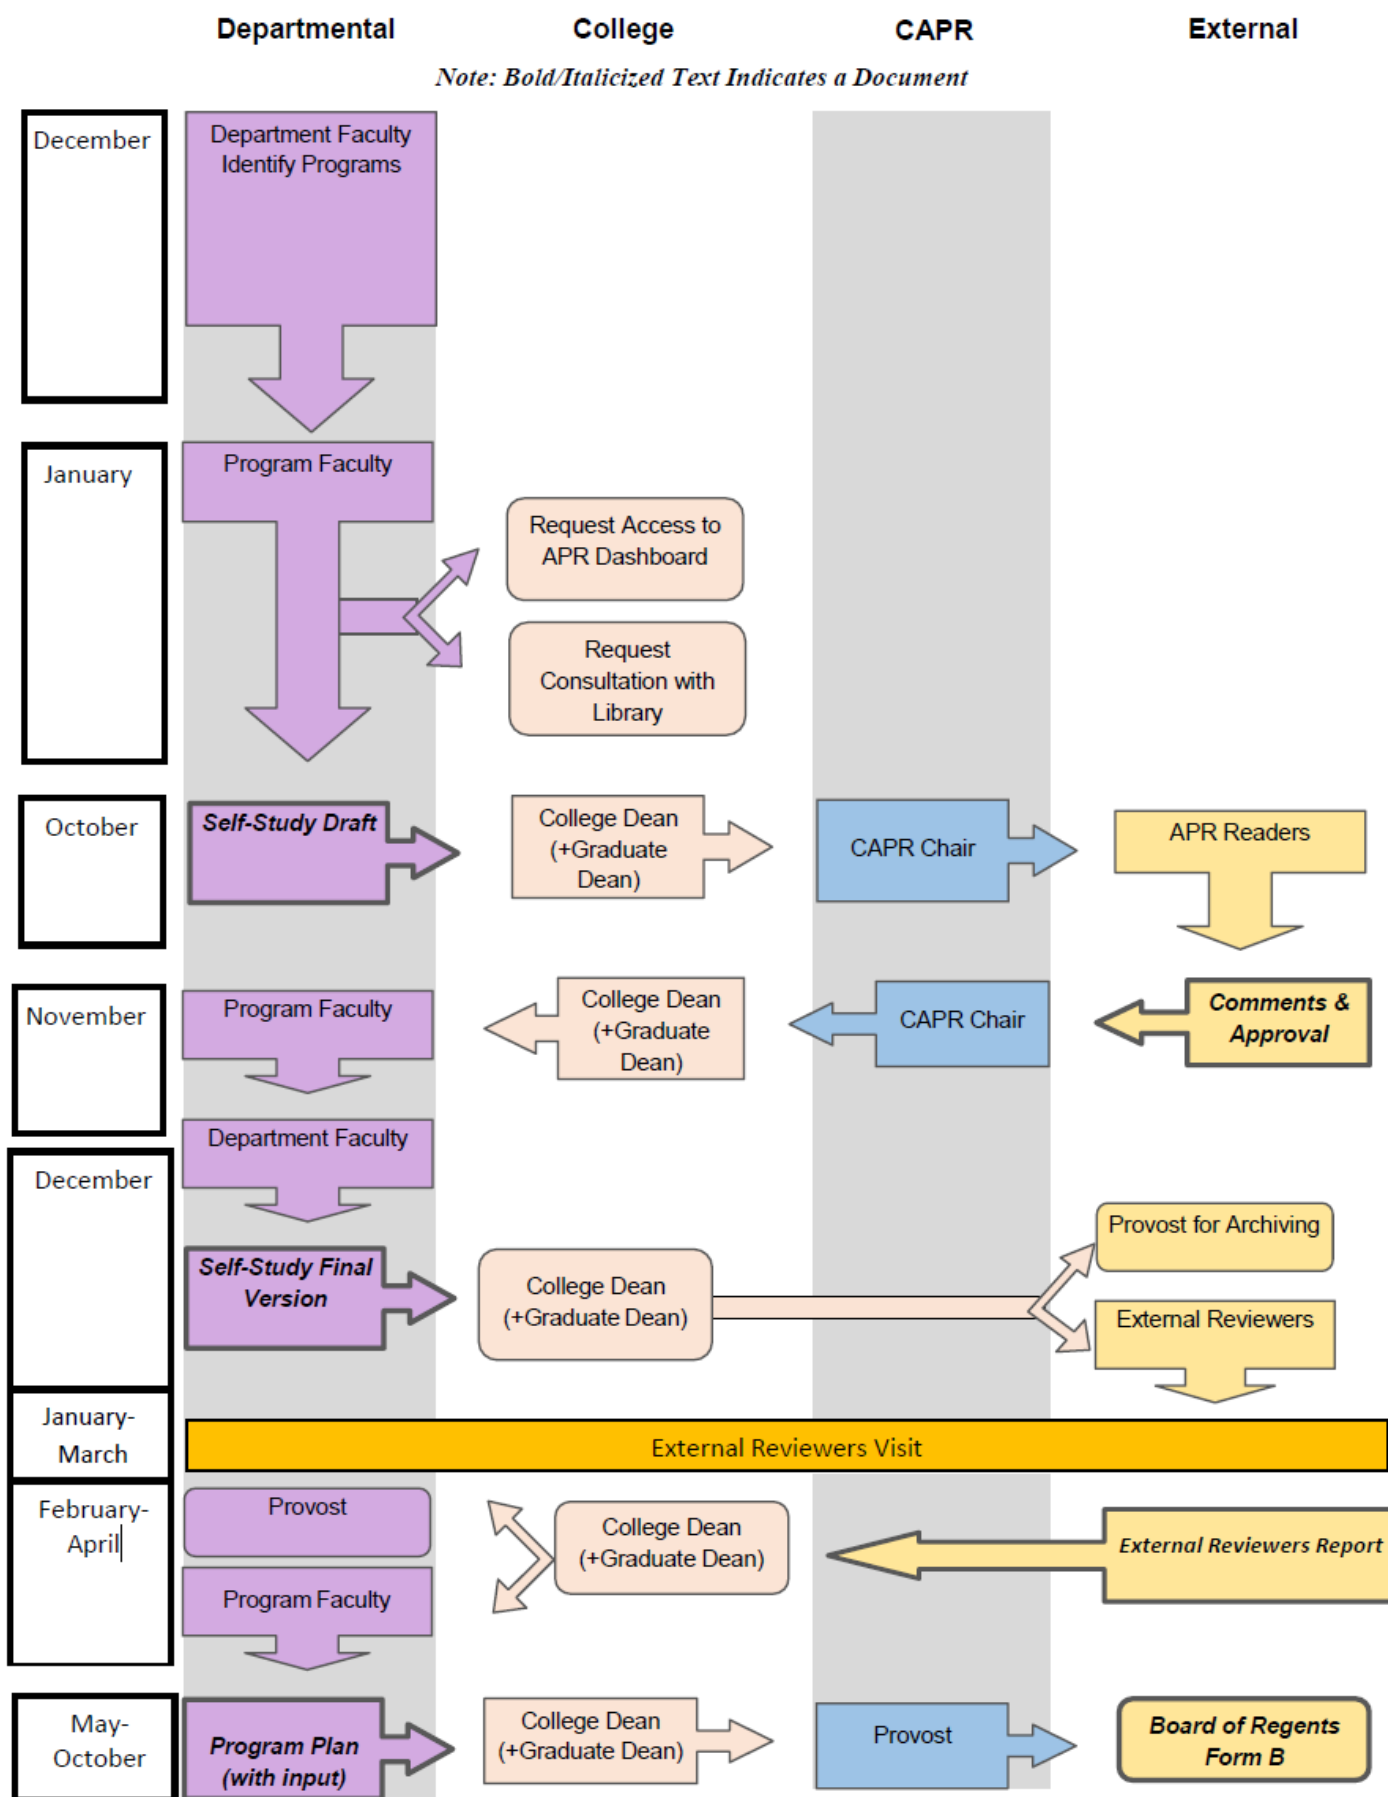 Departmental
College
CAPR
External
Note: Bold/Italicized Text Indicates a Document
December
Department Faculty
Identify Programs
January
Program Faculty
Request Access to
APR Dashboard
Request
Consultation with
Library
October
Self-Study Draft
College Dean
(+Graduate
Dean)
CAPR Chair
APR Readers
November
Program Faculty
College Dean
(+Graduate
Dean)
CAPR Chair
Comments &
Approval
Department Faculty
December
Self-Study Final
Version
College Dean
(+Graduate Dean)
Provost for Archiving
External Reviewers
January-
March
External Reviewers Visit
February-
April
Provost
Program Faculty
College Dean
(+Graduate Dean)
External Reviewers Report
May-
October
Program Plan
(with input)
College Dean
(+Graduate Dean)
Provost
Board of Regents
Form B